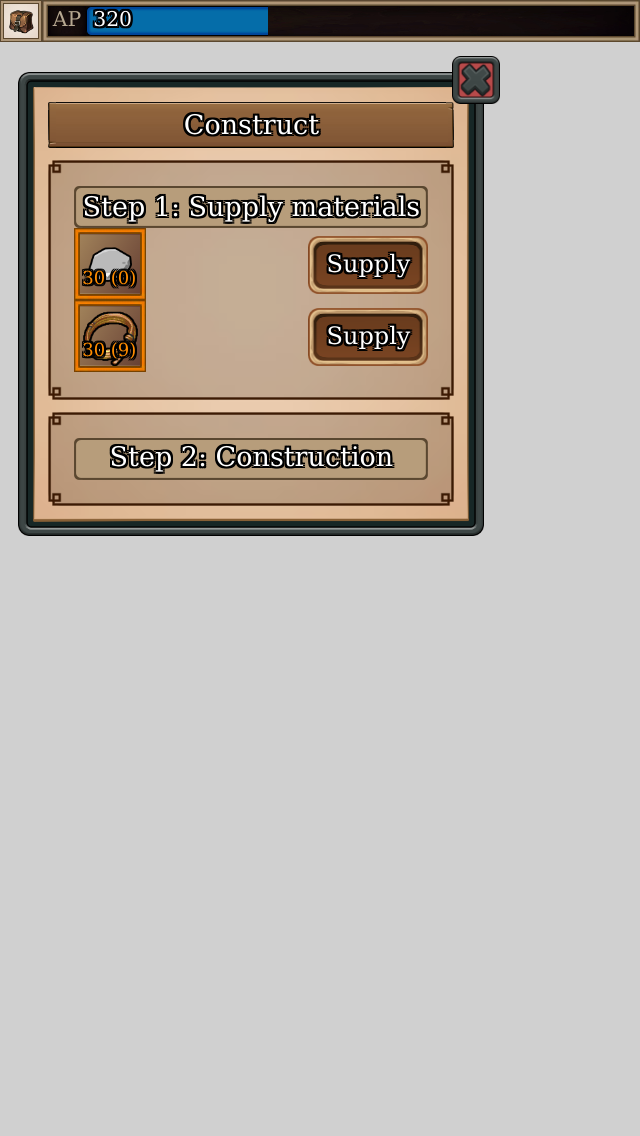 AP 320
Construct
Step 1: Supply materials
30 (0)
Supply
30 (9)
Supply
Step 2: Construction